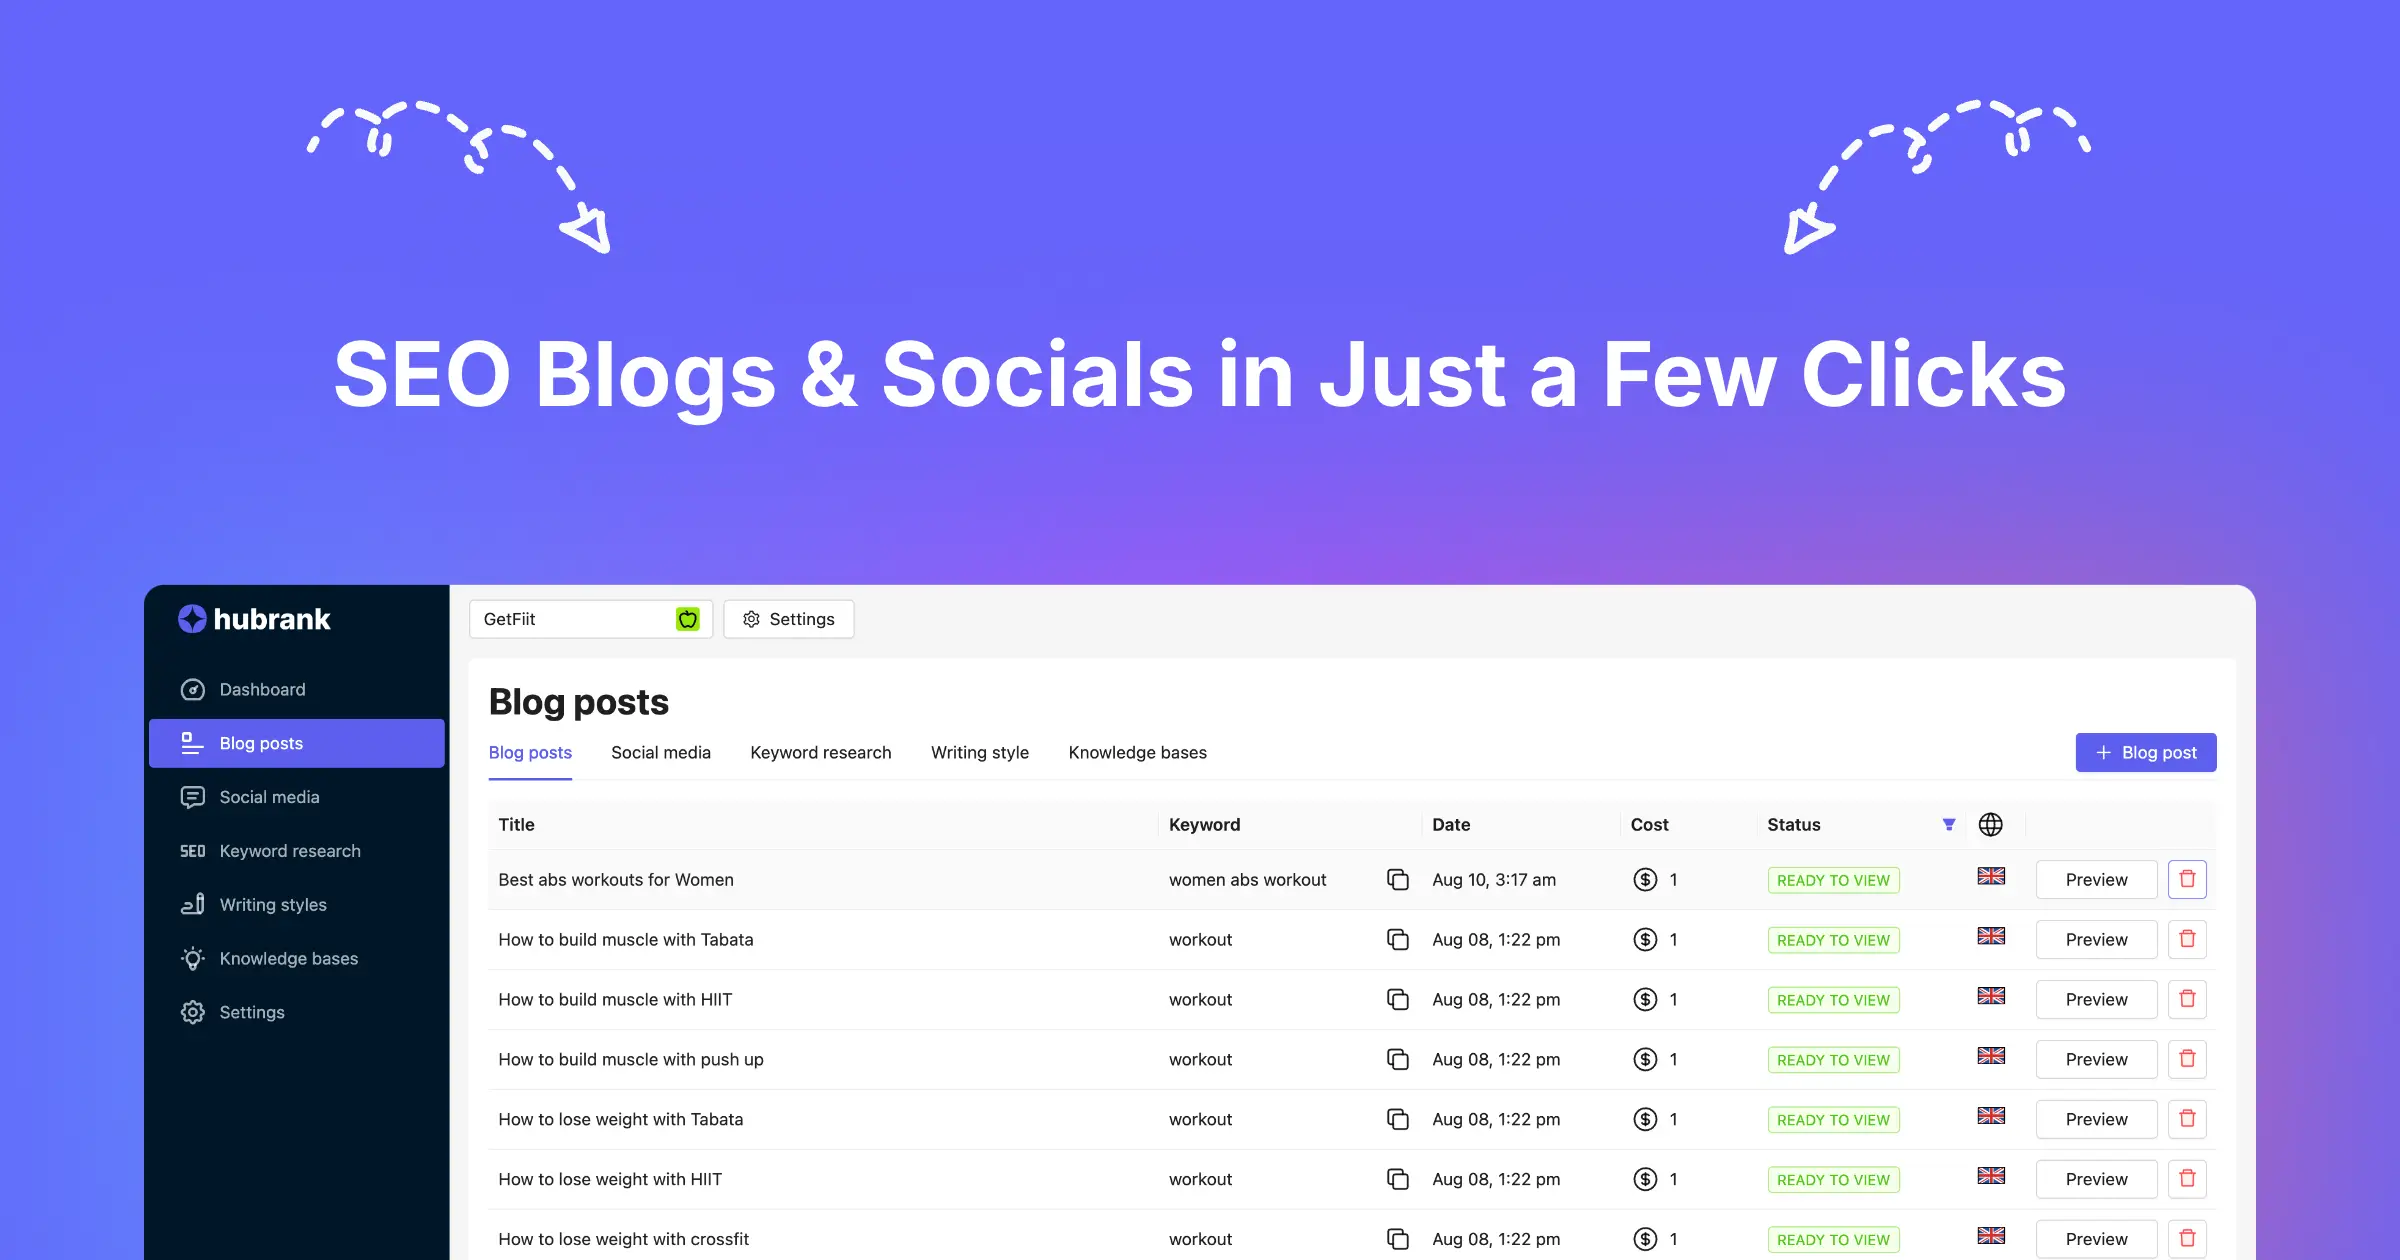 SEO Blogs & Socials in Just a Few Clicks
hubrank
GetFiit
Settings
Dashboard
Blog posts
Social media
SEO Keyword research
Writing styles
Knowledge bases
Settings
Blog posts
Blog posts Social media Keyword research Writing style Knowledge bases
+ Blog post
Title Keyword Date Cost Status
Best abs workouts for Women women abs workout Aug 10, 3:17 am $ 1 READY TO VIEW Preview
How to build muscle with Tabata workout Aug 08, 1:22 pm $ 1 READY TO VIEW Preview
How to build muscle with HIIT workout Aug 08, 1:22 pm $ 1 READY TO VIEW Preview
How to build muscle with push up workout Aug 08, 1:22 pm $ 1 READY TO VIEW Preview
How to lose weight with Tabata workout Aug 08, 1:22 pm $ 1 READY TO VIEW Preview
How to lose weight with HIIT workout Aug 08, 1:22 pm $ 1 READY TO VIEW Preview
How to lose weight with crossfit workout Aug 08, 1:22 pm $ 1 READY TO VIEW Preview